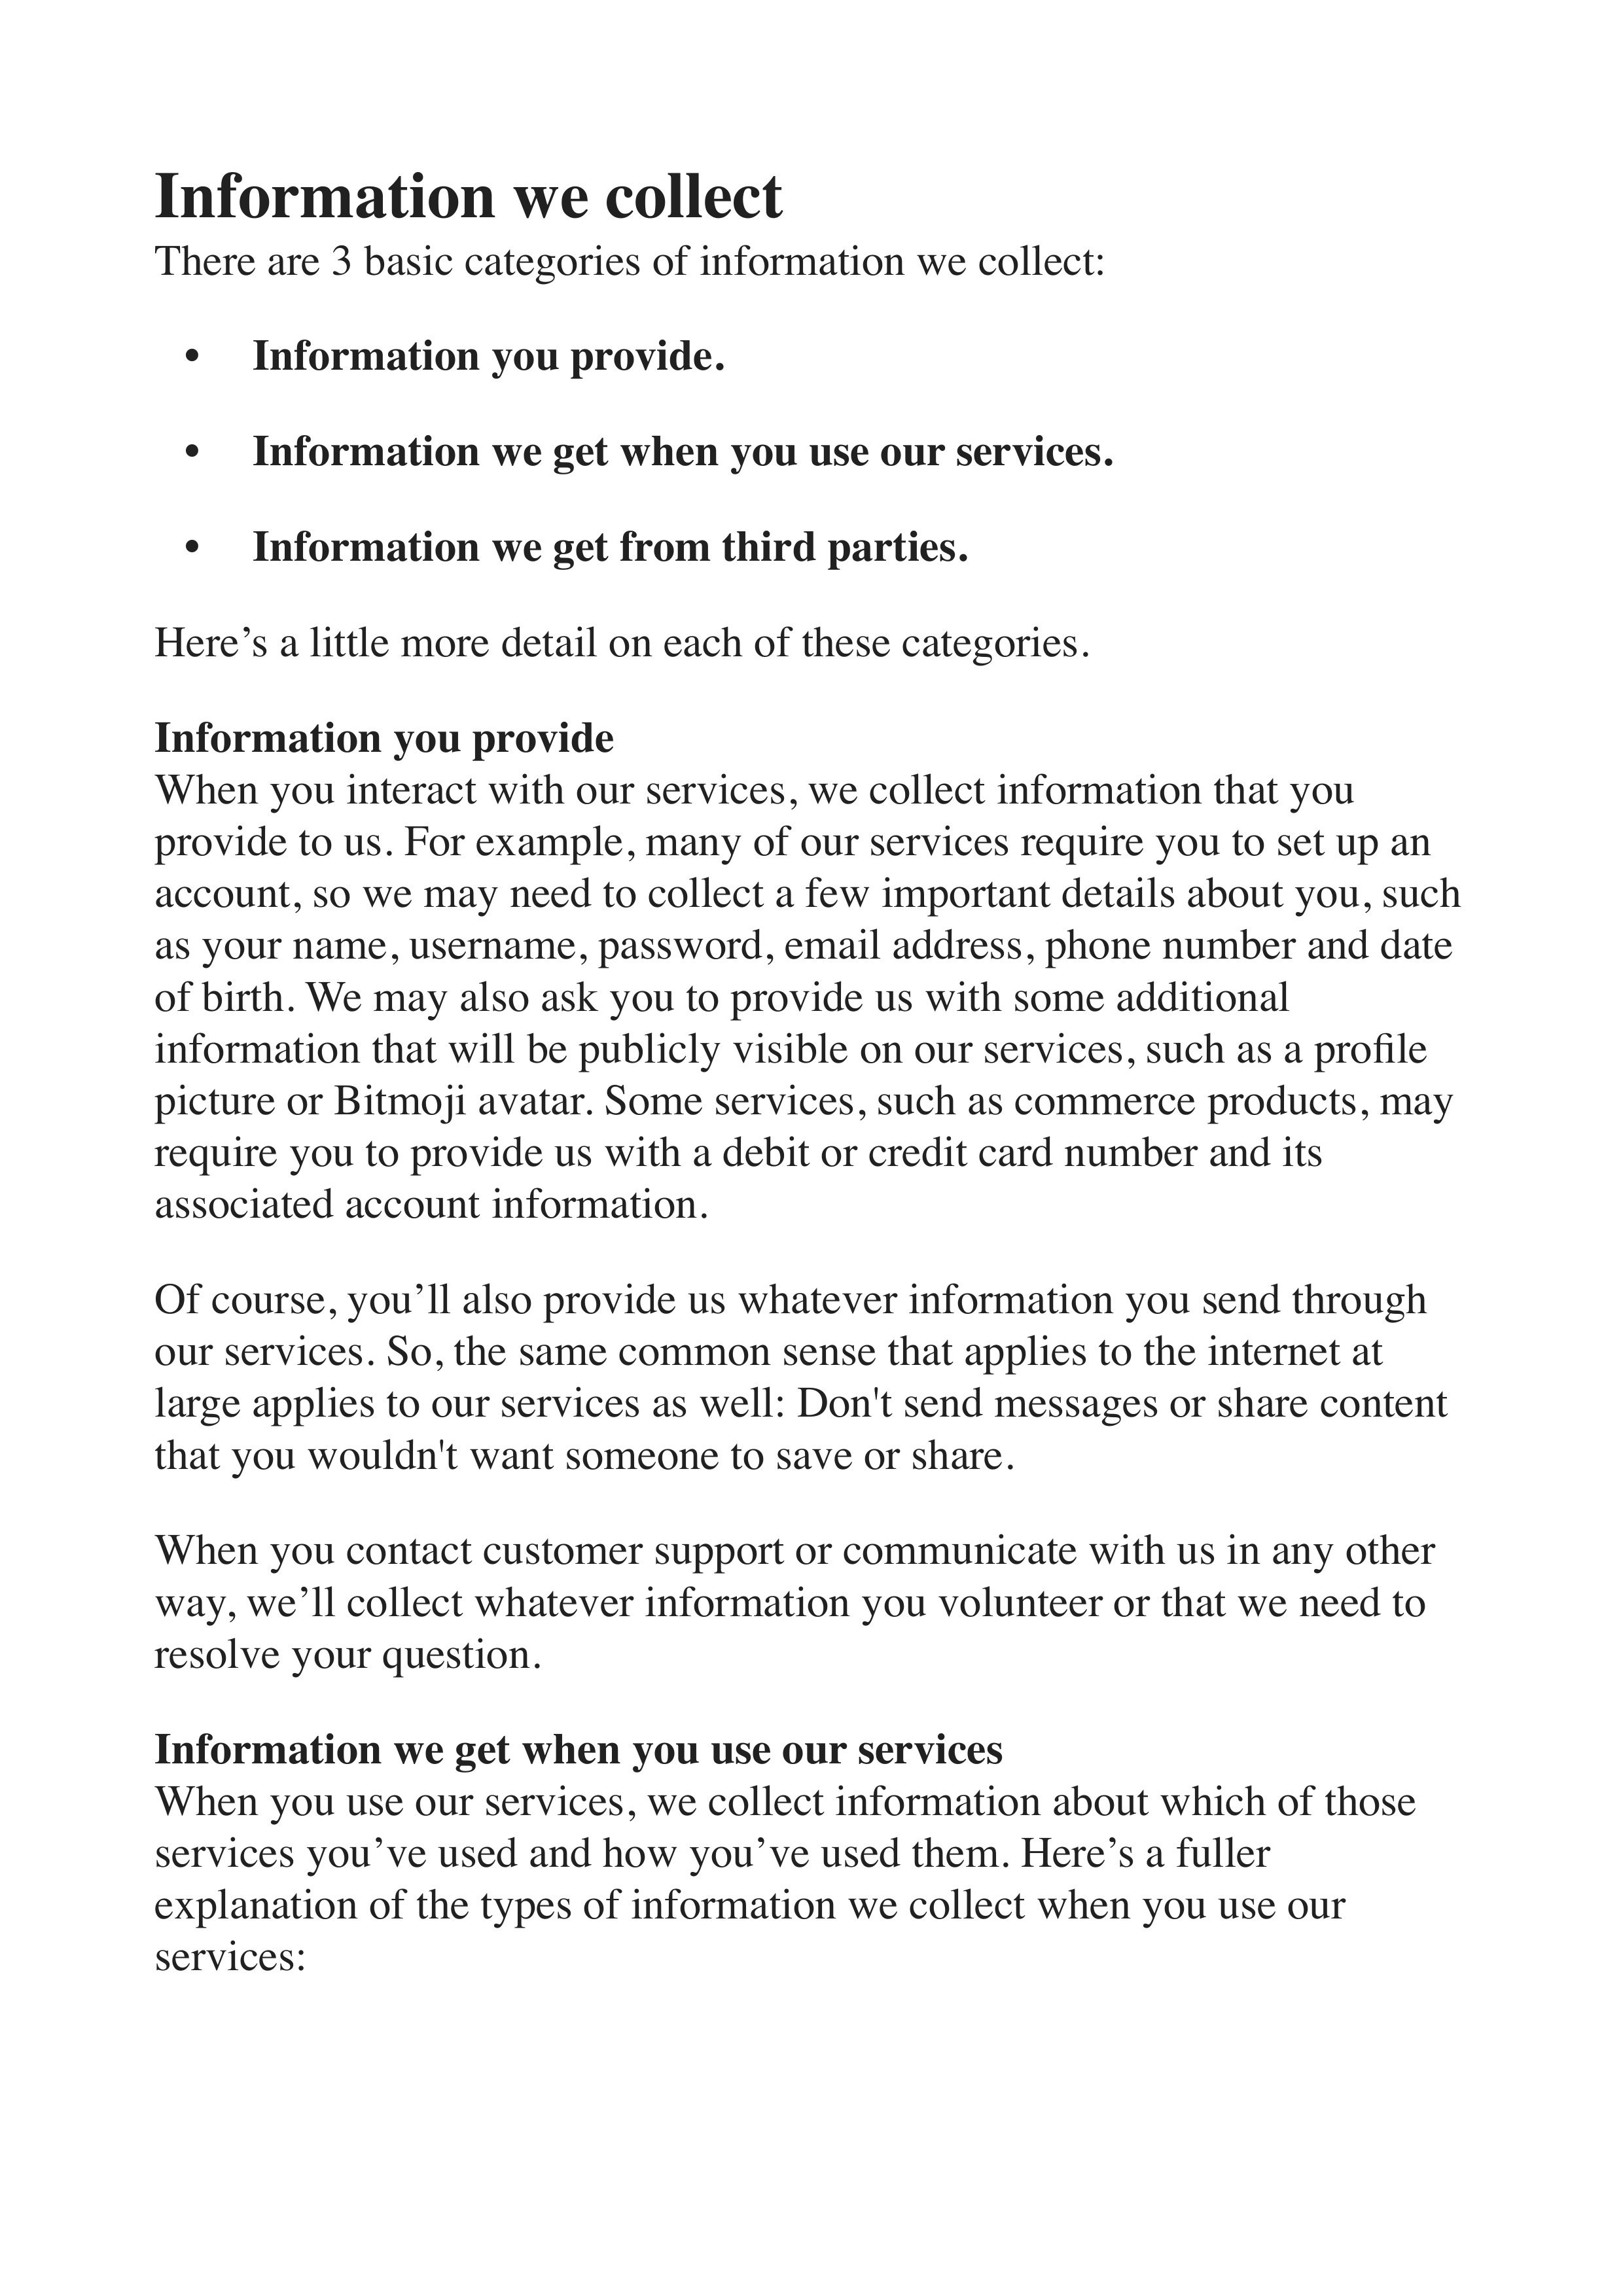 Information we collect
There are 3 basic categories of information we collect:
• Information you provide.
• Information we get when you use our services.
• Information we get from third parties.
Here’s a little more detail on each of these categories.
Information you provide
When you interact with our services, we collect information that you
provide to us. For example, many of our services require you to set up an
account, so we may need to collect a few important details about you, such
as your name, username, password, email address, phone number and date
of birth. We may also ask you to provide us with some additional
information that will be publicly visible on our services, such as a profile
picture or Bitmoji avatar. Some services, such as commerce products, may
require you to provide us with a debit or credit card number and its
associated account information.
Of course, you’ll also provide us whatever information you send through
our services. So, the same common sense that applies to the internet at
large applies to our services as well: Don't send messages or share content
that you wouldn't want someone to save or share.
When you contact customer support or communicate with us in any other
way, we’ll collect whatever information you volunteer or that we need to
resolve your question.
Information we get when you use our services
When you use our services, we collect information about which of those
services you’ve used and how you’ve used them. Here’s a fuller
explanation of the types of information we collect when you use our
services: